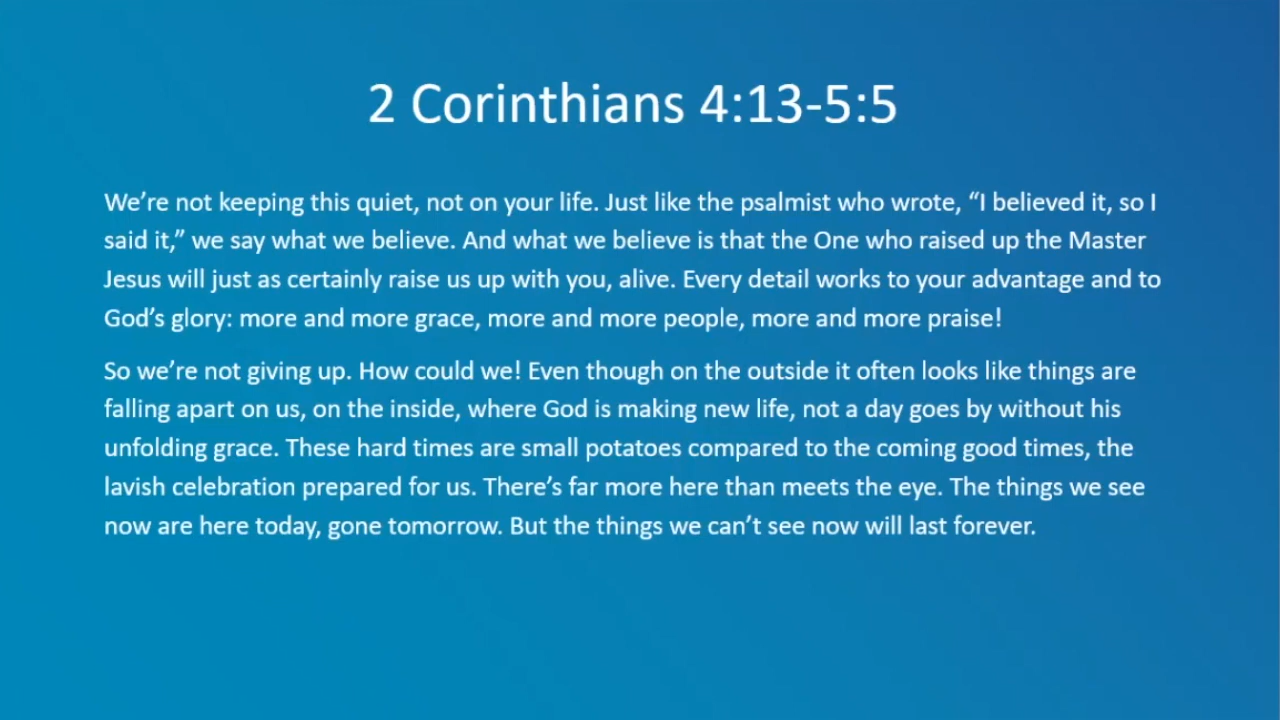 2 Corinthians 4:13-5:5
We’re not keeping this quiet, not on your life. Just like the psalmist who wrote, “I believed it, so I
said it,” we say what we believe. And what we believe is that the One who raised up the Master
Jesus will just as certainly raise us up with you, alive. Every detail works to your advantage and to
God’s glory: more and more grace, more and more people, more and more praise!
So we’re not giving up. How could we! Even though on the outside it often looks like things are
falling apart on us, on the inside, where God is making new life, not a day goes by without his
unfolding grace. These hard times are small potatoes compared to the coming good times, the
lavish celebration prepared for us. There’s far more here than meets the eye. The things we see
now are here today, gone tomorrow. But the things we can’t see now will last forever.